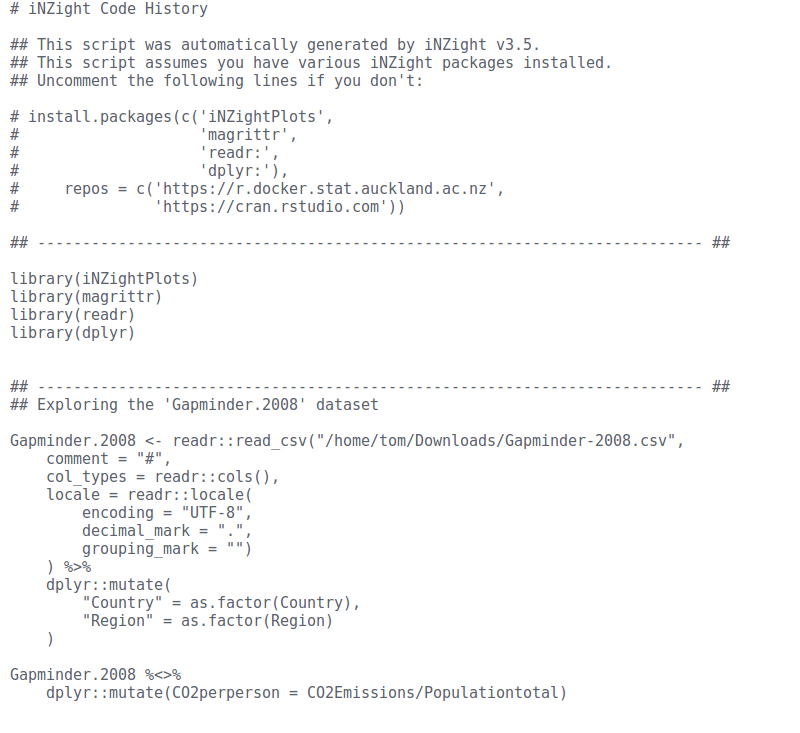 # iNZight Code History

## This script was automatically generated by iNZight v3.5.
## This script assumes you have various iNZight packages installed.
## Uncomment the following lines if you don't:

# install.packages(c('iNZightPlots',
#                    'magrittr',
#                    'readr:',
#                    'dplyr:'),
#     repos = c('https://r.docker.stat.auckland.ac.nz',
#               'https://cran.rstudio.com'))

## -------------------------------------------------------------------------- ##

library(iNZightPlots)
library(magrittr)
library(readr)
library(dplyr)


## -------------------------------------------------------------------------- ##
## Exploring the 'Gapminder.2008' dataset

Gapminder.2008 <- readr::read_csv("/home/tom/Downloads/Gapminder-2008.csv",
    comment = "#",
    col_types = readr::cols(),
    locale = readr::locale(
        encoding = "UTF-8",
        decimal_mark = ".",
        grouping_mark = "")
    ) %>%
    dplyr::mutate(
        "Country" = as.factor(Country),
        "Region" = as.factor(Region)
    )

Gapminder.2008 %<>%
    dplyr::mutate(CO2perperson = CO2Emissions/Populationtotal)